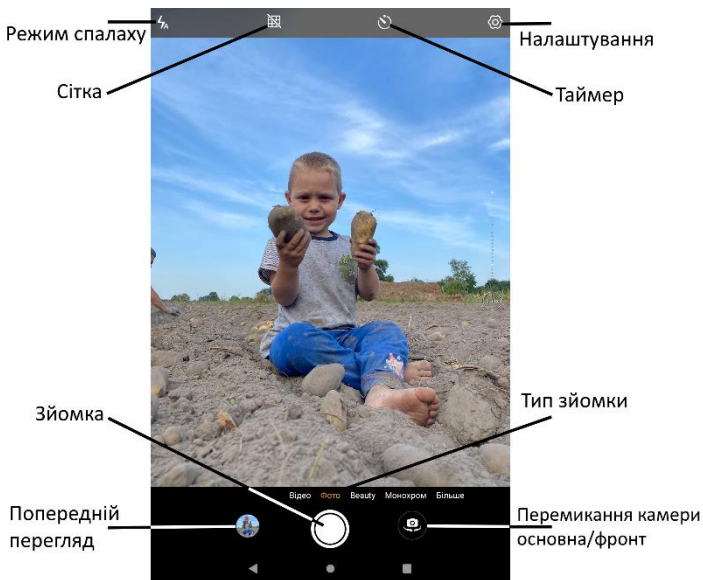 Режим спалаху
Налаштування
Сітка
Таймер
Зйомка
Тип зйомки
Відео Фото Beauty Монохром Більше
Попередній
перегляд
Перемикання камери
основна/фронт